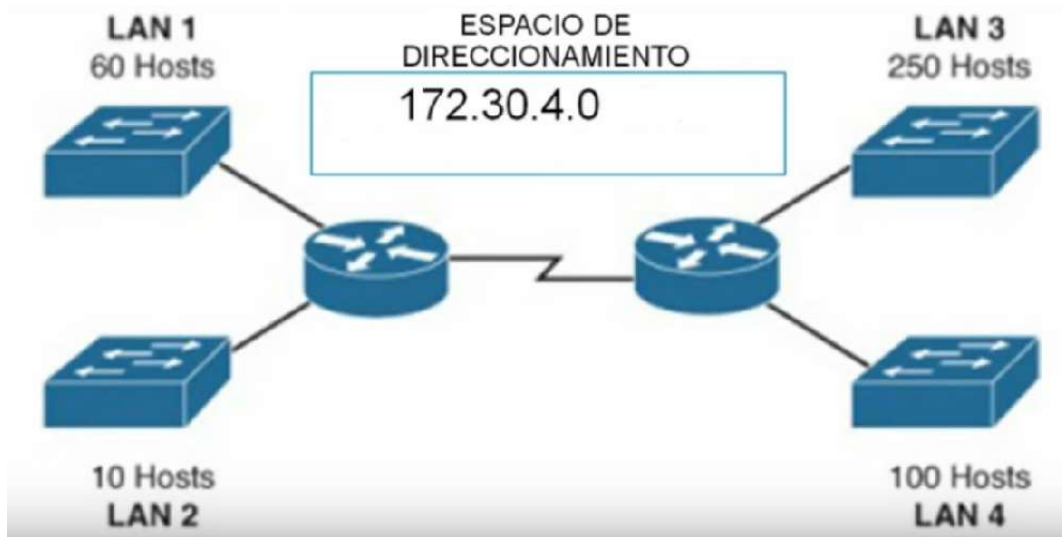 LAN 1
60 Hosts
ESPACIO DE
DIRECCIONAMIENTO
172.30.4.0
LAN 3
250 Hosts
10 Hosts
LAN 2
100 Hosts
LAN 4